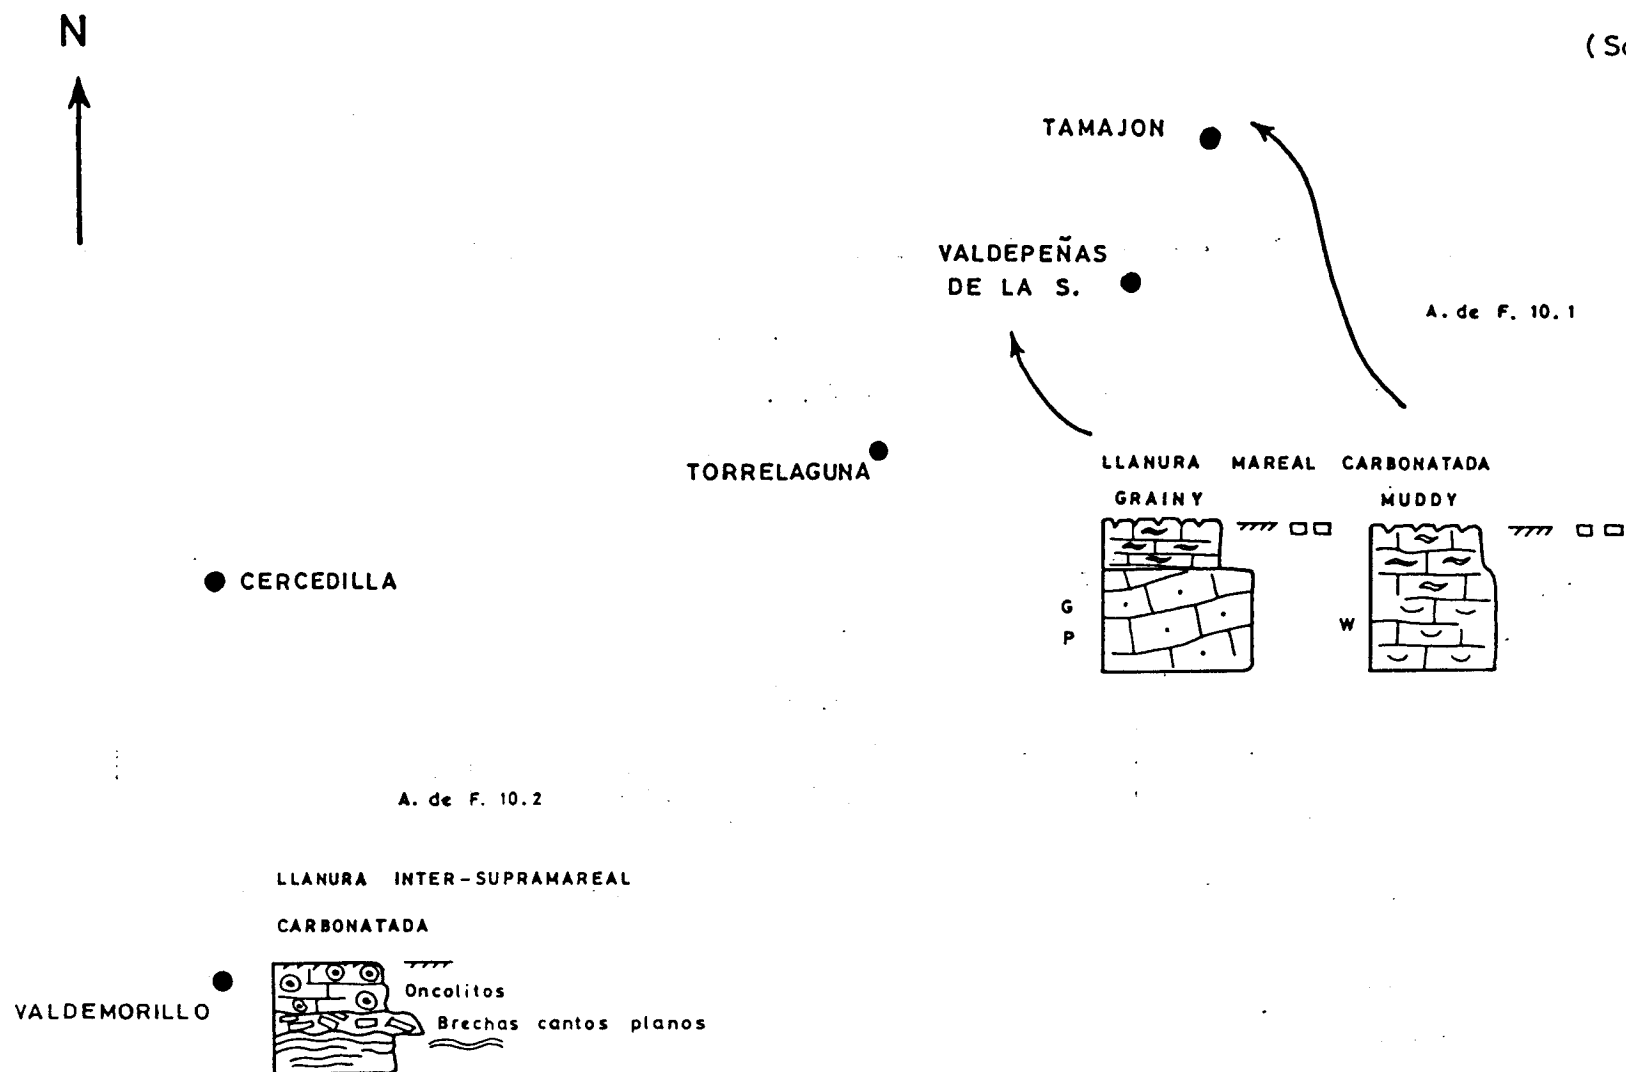 N
(Sc
TAMAJON
VALDEPEÑAS
DE LA S.
A. de F. 10.1
TORRELAGUNA
LLANURA MAREAL CARBONATADA
GRAINY MUDDY
CERCEDILLA
G
P
W
A. de F. 10.2
LLANURA INTER-SUPRAMAREAL
CARBONATADA
Oncolitos
VALDEMORILLO
Brechas cantos planos